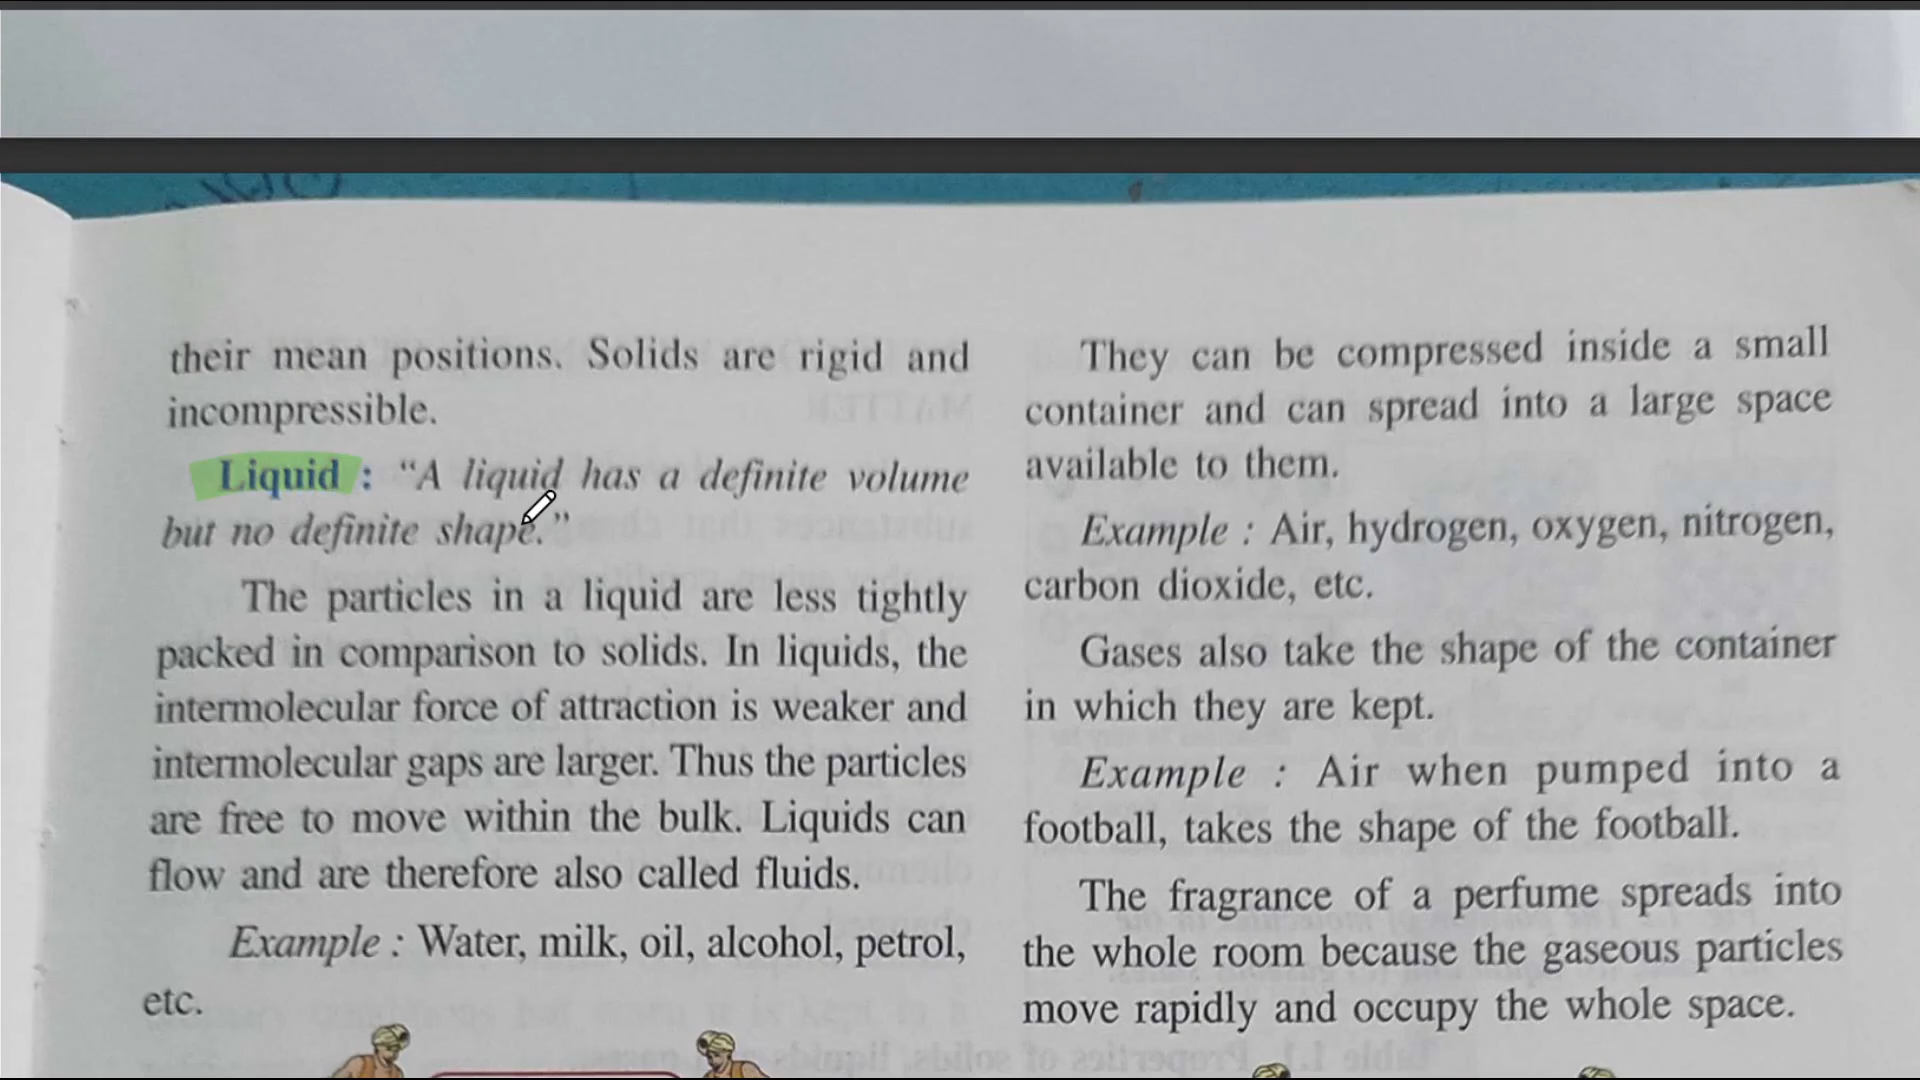 their mean positions. Solids are rigid and
incompressible.
Liquid : “A liquid has a definite volume
but no definite shape.”
The particles in a liquid are less tightly
packed in comparison to solids. In liquids, the
intermolecular force of attraction is weaker and
intermolecular gaps are larger. Thus the particles
are free to move within the bulk. Liquids can
flow and are therefore also called fluids.
Example : Water, milk, oil, alcohol, petrol,
etc.
They can be compressed inside a small
container and can spread into a large space
available to them.
Example : Air, hydrogen, oxygen, nitrogen,
carbon dioxide, etc.
Gases also take the shape of the container
in which they are kept.
Example : Air when pumped into a
football, takes the shape of the football.
The fragrance of a perfume spreads into
the whole room because the gaseous particles
move rapidly and occupy the whole space.